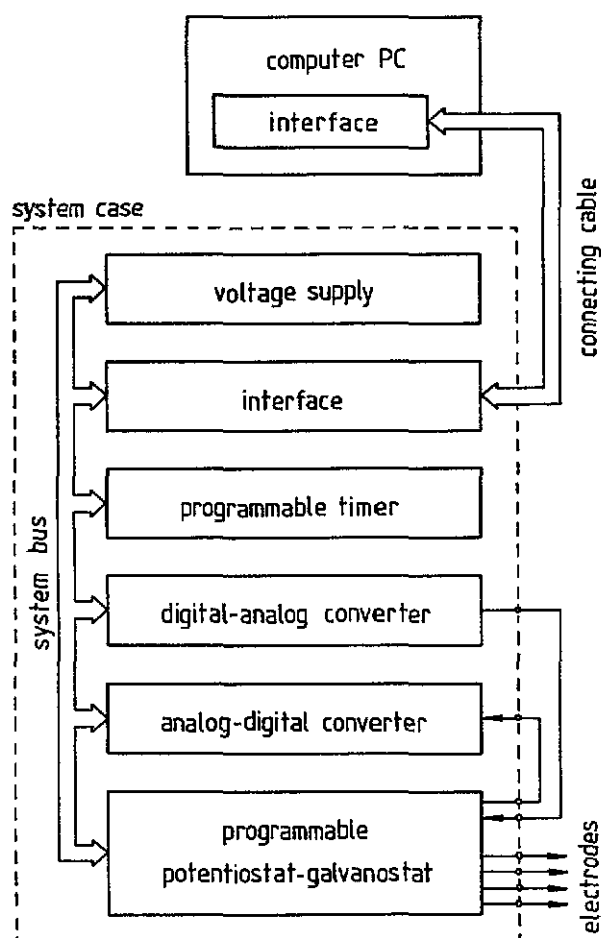 computer PC
interface
connecting cable
system case
voltage supply
interface
programmable timer
system bus
digital-analog converter
analog-digital converter
programmable
potentiostat-galvanostat
electrodes